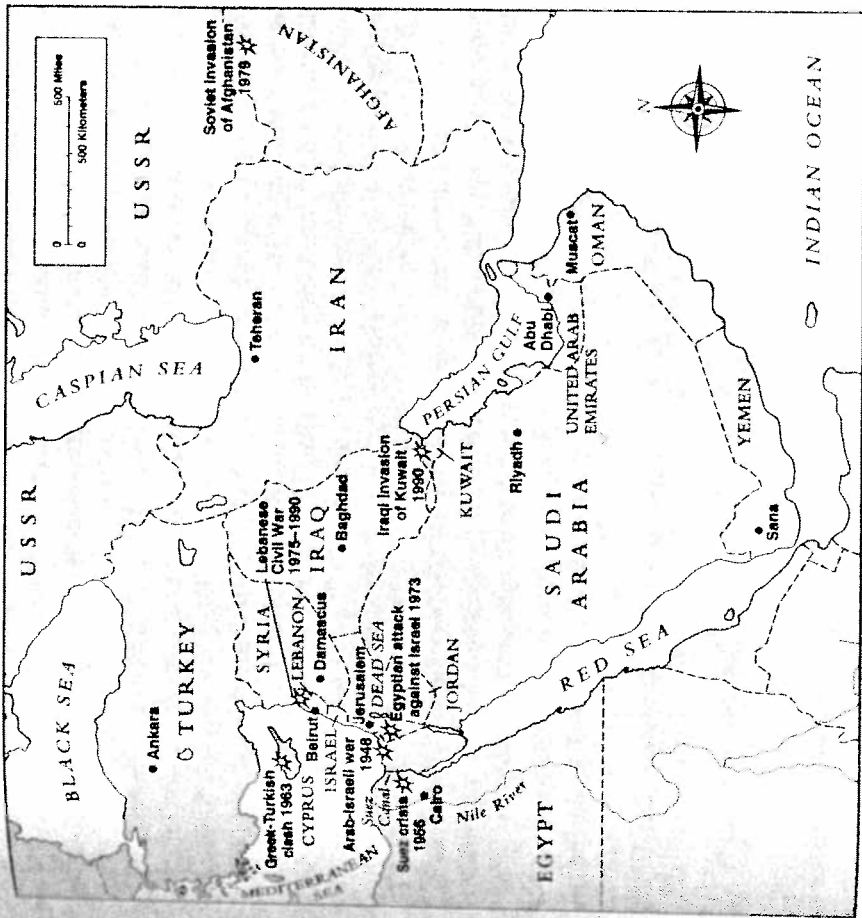 USSR
USSR
500 Miles
0
0
500 Kilometers
Soviet Invasion
of Afghanistan
1979
AFGHANISTAN
BLACK SEA
CASPIAN SEA
Ankara
TURKEY
Teheran
IRAN
Greek-Turkish
clash 1963
CYPRUS
MEDITERRANEAN
SEA
SYRIA
Lebanese
Civil War
1975–1990
LEBANON
Beirut
Damascus
IRAQ
Baghdad
ISRAEL
Jerusalem
Arab-Israeli war
1948
DEAD SEA
Egyptian attack
against Israel 1973
Suez
Canal
Suez crisis
1956
Cairo
JORDAN
Iraqi Invasion
of Kuwait
1990
KUWAIT
PERSIAN GULF
Nile River
EGYPT
RED SEA
SAUDI
ARABIA
Riyadh
Abu
Dhabi
UNITED ARAB
EMIRATES
Muscat
OMAN
YEMEN
Sana
N
INDIAN OCEAN